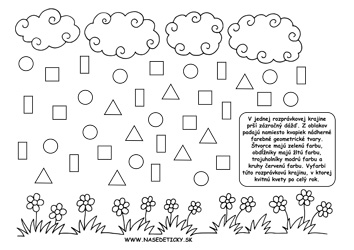 V jednej rozprávkovej krajine
prší zázračný dážď. Z oblakov
padajú namiesto kvapiek nádherné
farebné geometrické tvary.
Štvorce majú zelenú farbu,
obdĺžniky majú žltú farbu,
trojuholníky modrú farbu a
kruhy červenú farbu. Vyfarbi
túto rozprávkovú krajinu, v ktorej
kvitnú kvety po celý rok.
WWW.NASEDETICKY.SK